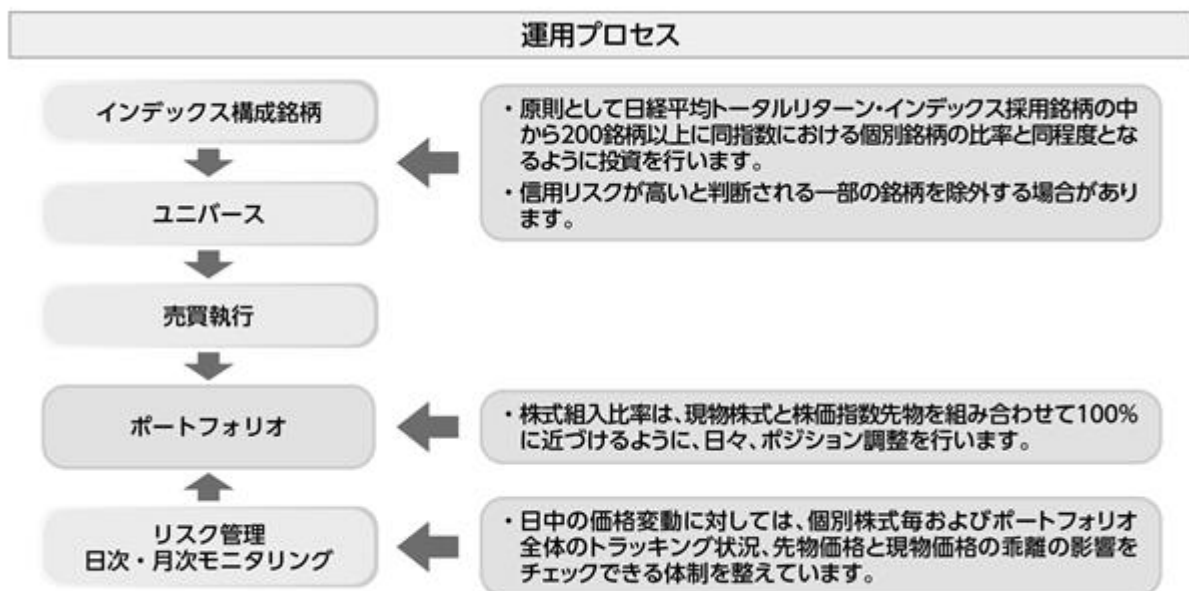 運用プロセス
インデックス構成銘柄
・原則として日経平均トータルリターン・インデックス採用銘柄の中
から200銘柄以上に同指数における個別銘柄の比率と同程度とな
るように投資を行います。
・信用リスクが高いと判断される一部の銘柄を除外する場合があり
ます。
ユニバース
売買執行
ポートフォリオ
・株式組入比率は、現物株式と株価指数先物を組み合わせて100%
に近づけるように、日々、ポジション調整を行います。
リスク管理
日次・月次モニタリング
・日中の価格変動に対しては、個別株式毎およびポートフォリオ
全体のトラッキング状況、先物価格と現物価格の乖離の影響を
チェックできる体制を整えています。